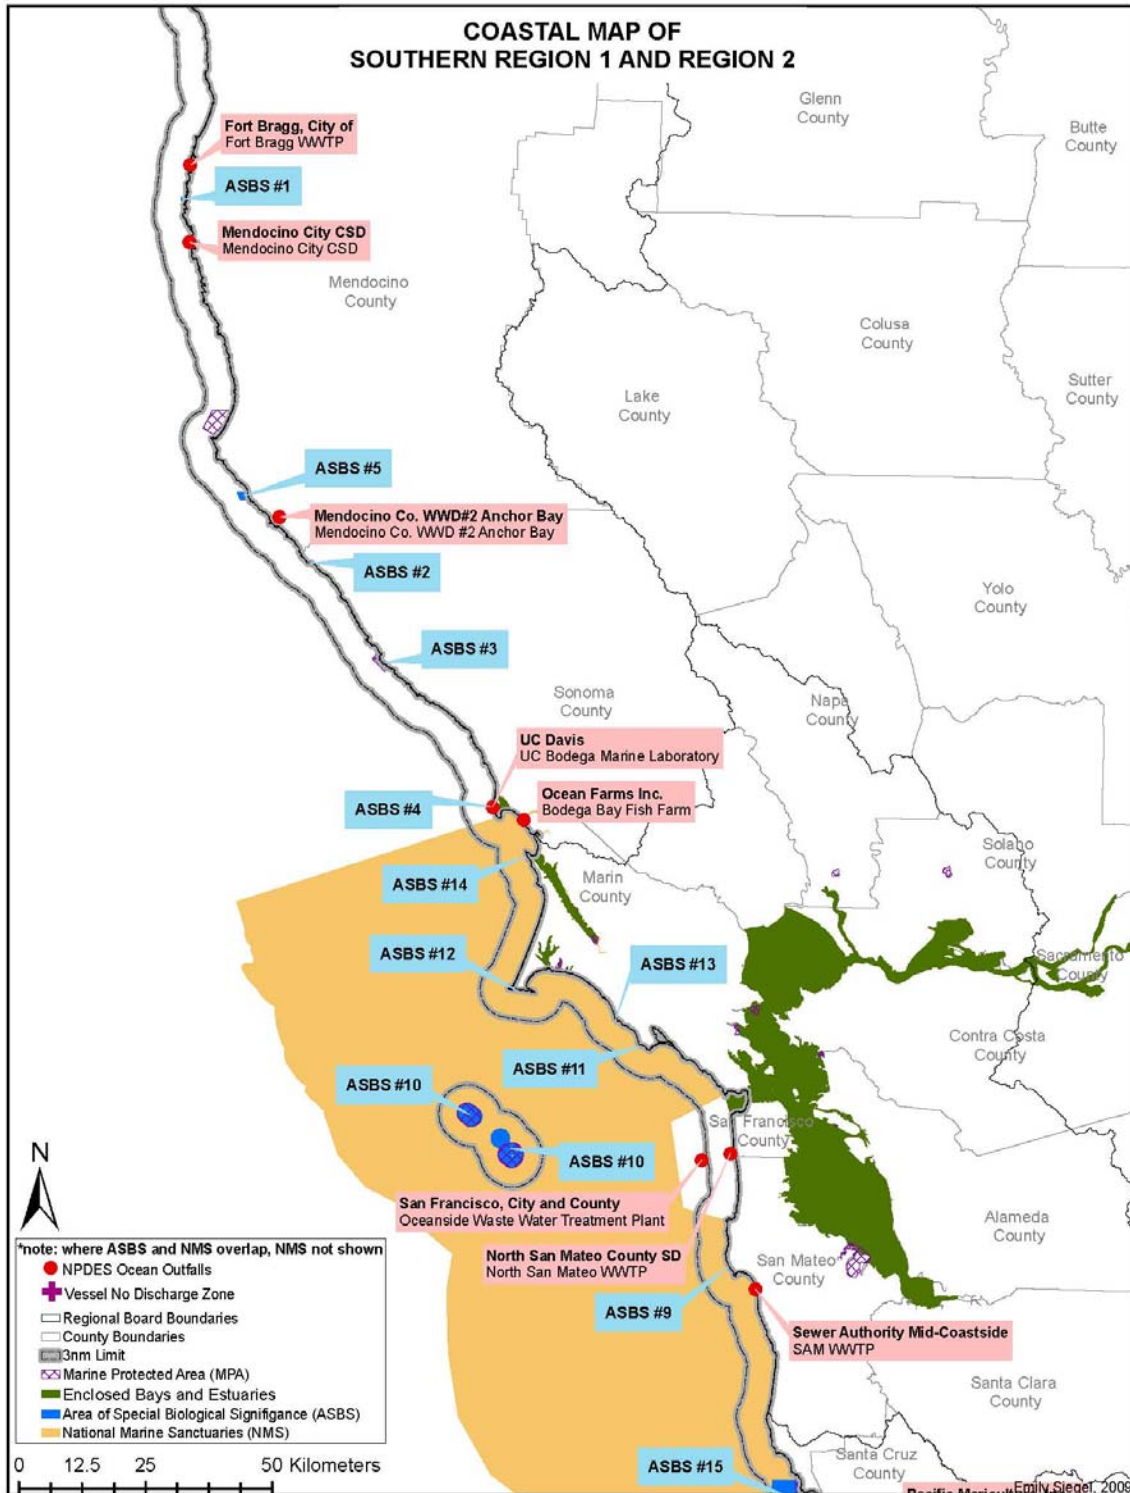 COASTAL MAP OF
SOUTHERN REGION 1 AND REGION 2
Glenn
County
Butte
County
Fort Bragg, City of
Fort Bragg WWTP
ASBS #1
Mendocino City CSD
Mendocino City CSD
Mendocino
County
Colusa
County
Lake
County
Sutter
County
ASBS #5
Mendocino Co. WWD#2 Anchor Bay
Mendocino Co. WWD #2 Anchor Bay
ASBS #2
Yolo
County
ASBS #3
Sonoma
County
Napa
County
UC Davis
UC Bodega Marine Laboratory
Ocean Farms Inc.
Bodega Bay Fish Farm
ASBS #4
Solano
County
Marin
County
ASBS #14
ASBS #12
ASBS #13
Sacramento
County
Contra Costa
County
ASBS #11
ASBS #10
San Francisco
County
ASBS #10
San Francisco, City and County
Oceanside Waste Water Treatment Plant
North San Mateo County SD
North San Mateo WWTP
Alameda
County
San Mateo
County
ASBS #9
Sewer Authority Mid-Coastside
SAM WWTP
Santa Clara
County
Santa Cruz
County
ASBS #15
N
*note: where ASBS and NMS overlap, NMS not shown
NPDES Ocean Outfalls
Vessel No Discharge Zone
Regional Board Boundaries
County Boundaries
3nm Limit
Marine Protected Area (MPA)
Enclosed Bays and Estuaries
Area of Special Biological Signifigance (ASBS)
National Marine Sanctuaries (NMS)
0 12.5 25 50 Kilometers
Emily Siegel, 2009